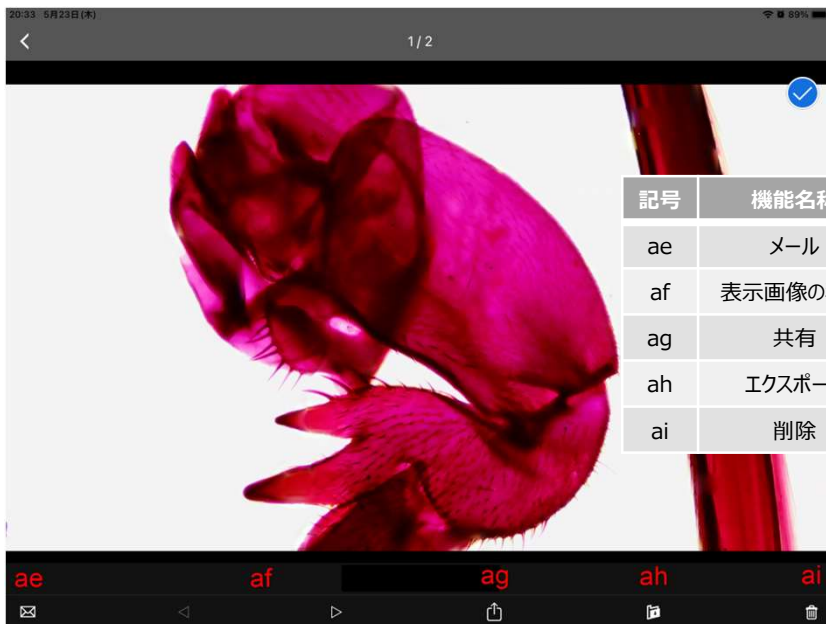 20:33 5月23日(木)
89%
1 / 2
記号 機能名称
ae メール
af 表示画像の
ag 共有
ah エクスポー
ai 削除
ae af ag ah ai